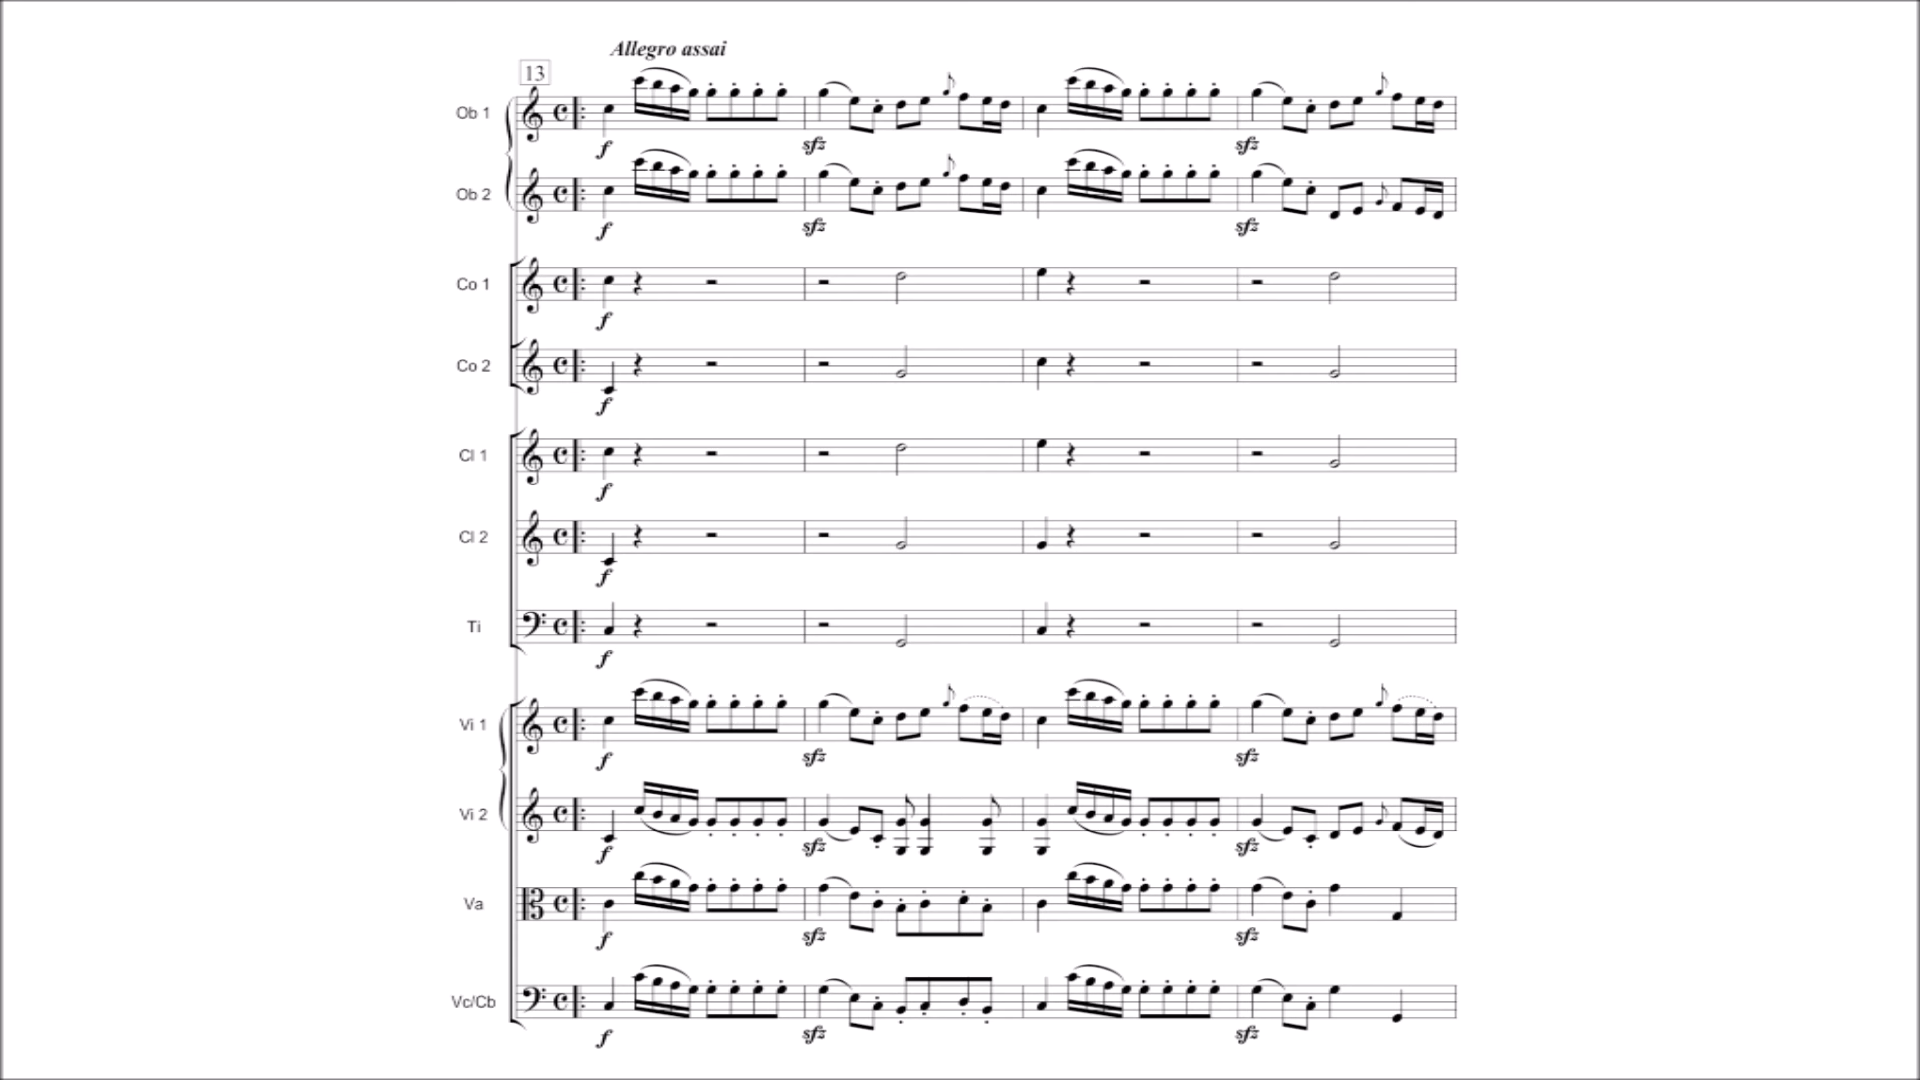 Allegro assai
13
Ob 1
f
sfz
sfz
Ob 2
f
sfz
sfz
Co 1
f
Co 2
f
Cl 1
f
Cl 2
f
Ti
f
Vi 1
f
sfz
sfz
Vi 2
f
sfz
sfz
Va
f
sfz
sfz
Vc/Cb
f
sfz
sfz